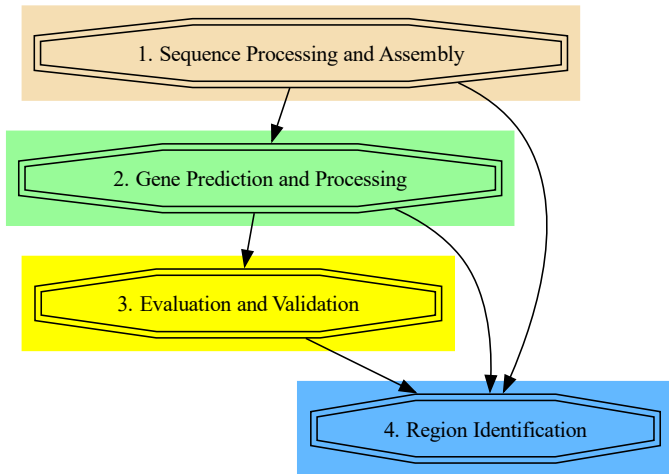 1. Sequence Processing and Assembly
2. Gene Prediction and Processing
3. Evaluation and Validation
4. Region Identification